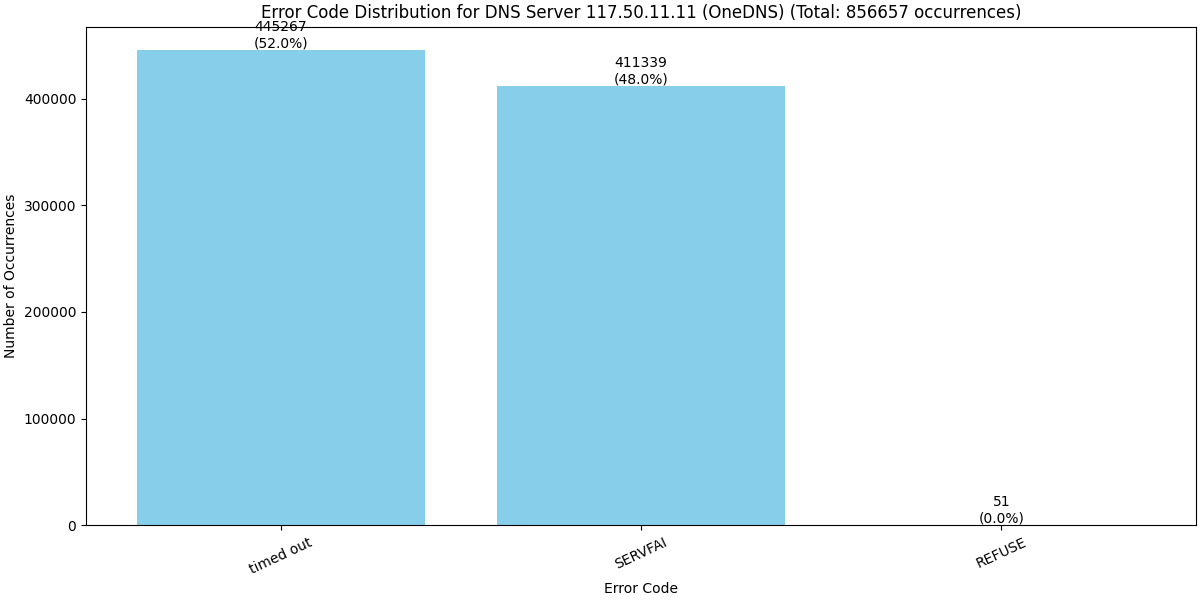 Error Code Distribution for DNS Server 117.50.11.11 (OneDNS) (Total: 856657 occurrences)
445267
(52.0%)
411339
(48.0%)
51
(0.0%)
400000
300000
200000
100000
0
Number of Occurrences
timed out
SERVFAI
REFUSE
Error Code